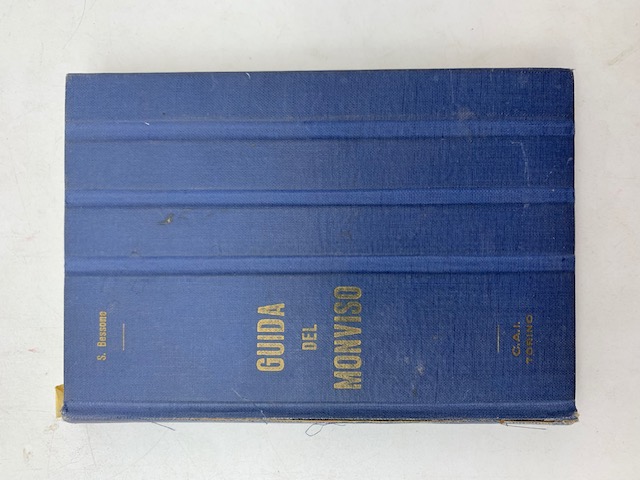 S. Bessone
GUIDA
DEL
MONVISO
C.A.I.
TORINO